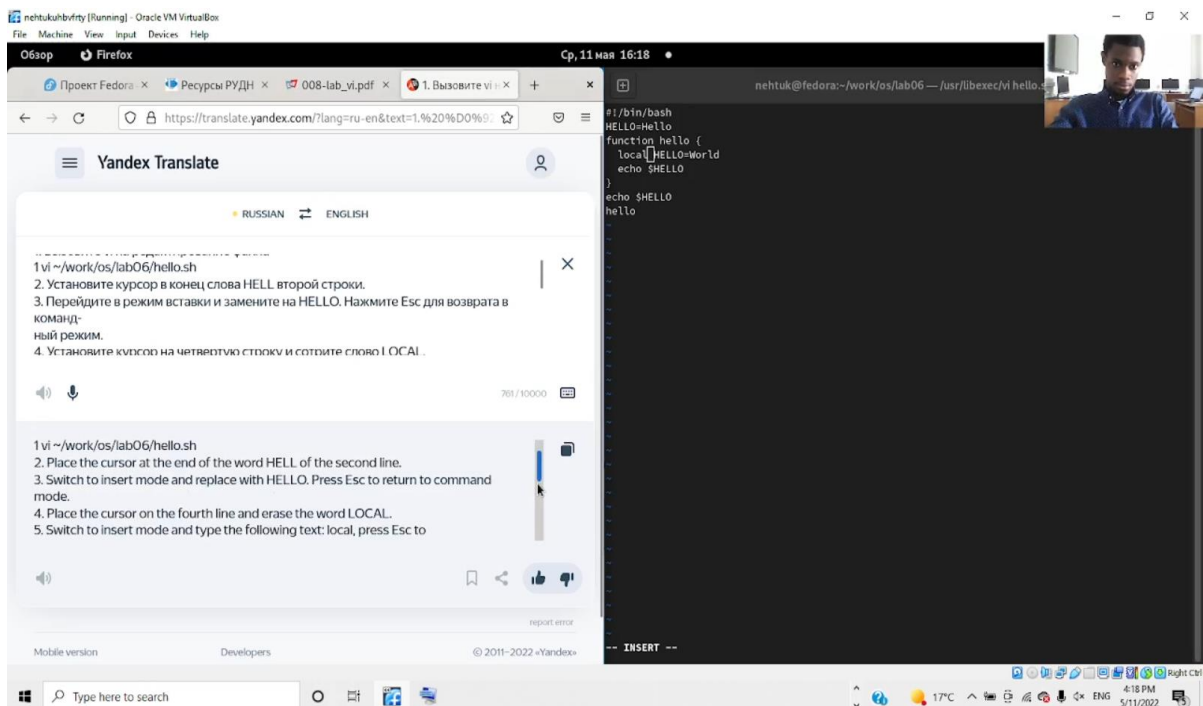 nehtukuhbvfrty [Running] - Oracle VM VirtualBox
File Machine View Input Devices Help
Обзор Firefox Ср, 11 мая 16:18
Проект Fedora Ресурсы РУДН 008-lab_vi.pdf 1. Вызовите vi
https://translate.yandex.com/?lang=ru-en&text=1.%20%D0%92
Yandex Translate
RUSSIAN ENGLISH
1 vi ~/work/os/lab06/hello.sh
2. Установите курсор в конец слова HELL второй строки.
3. Перейдите в режим вставки и замените на HELLO. Нажмите Esc для возврата в
команд-
ный режим.
4. Установите курсор на четвертую строку и сотрите слово LOCAL.
761/10000
1 vi ~/work/os/lab06/hello.sh
2. Place the cursor at the end of the word HELL of the second line.
3. Switch to insert mode and replace with HELLO. Press Esc to return to command
mode.
4. Place the cursor on the fourth line and erase the word LOCAL.
5. Switch to insert mode and type the following text: local, press Esc to
report error
Mobile version Developers © 2011–2022 «Yandex»
nehtuk@fedora:~/work/os/lab06 — /usr/libexec/vi hello.s
#!/bin/bash
HELLO=Hello
function hello {
local HELLO=World
echo $HELLO
}
echo $HELLO
hello
-- INSERT --
Right Ctrl
Type here to search
17°C ENG 4:18 PM
5/11/2022